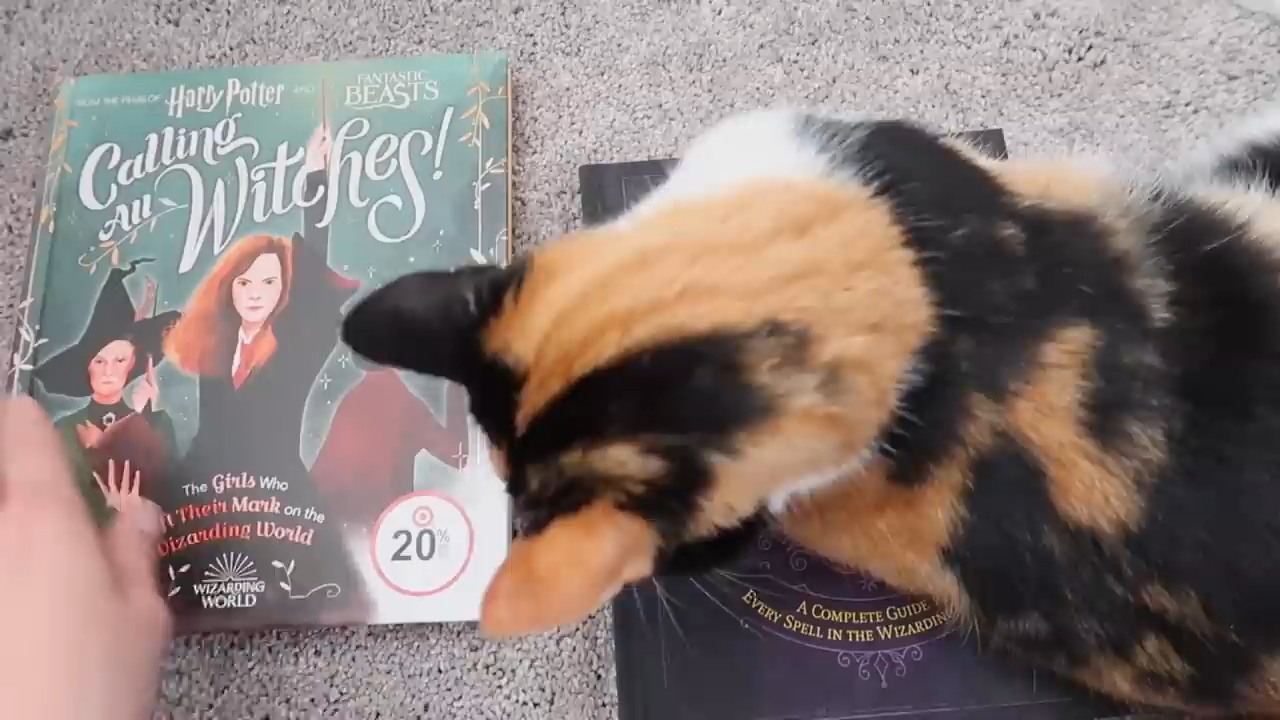 FROM THE FILMS OF Harry Potter AND FANTASTIC BEASTS
Calling
All Witches!
The Girls Who
Their Mark on the
Wizarding World
WIZARDING
WORLD
20%
A COMPLETE GUIDE
EVERY SPELL IN THE